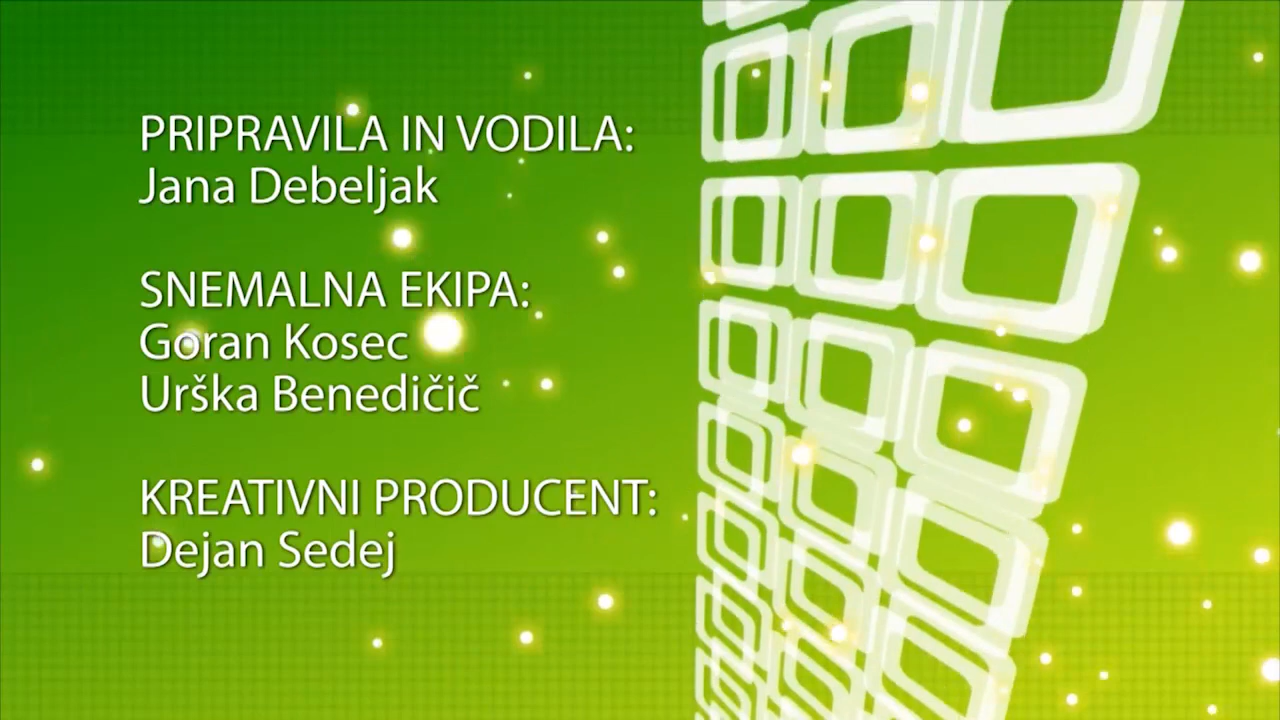 PRIPRAVILA IN VODILA:
Jana Debeljak
SNEMALNA EKIPA:
Goran Kosec
Urška Benedičič
KREATIVNI PRODUCENT:
Dejan Sedej